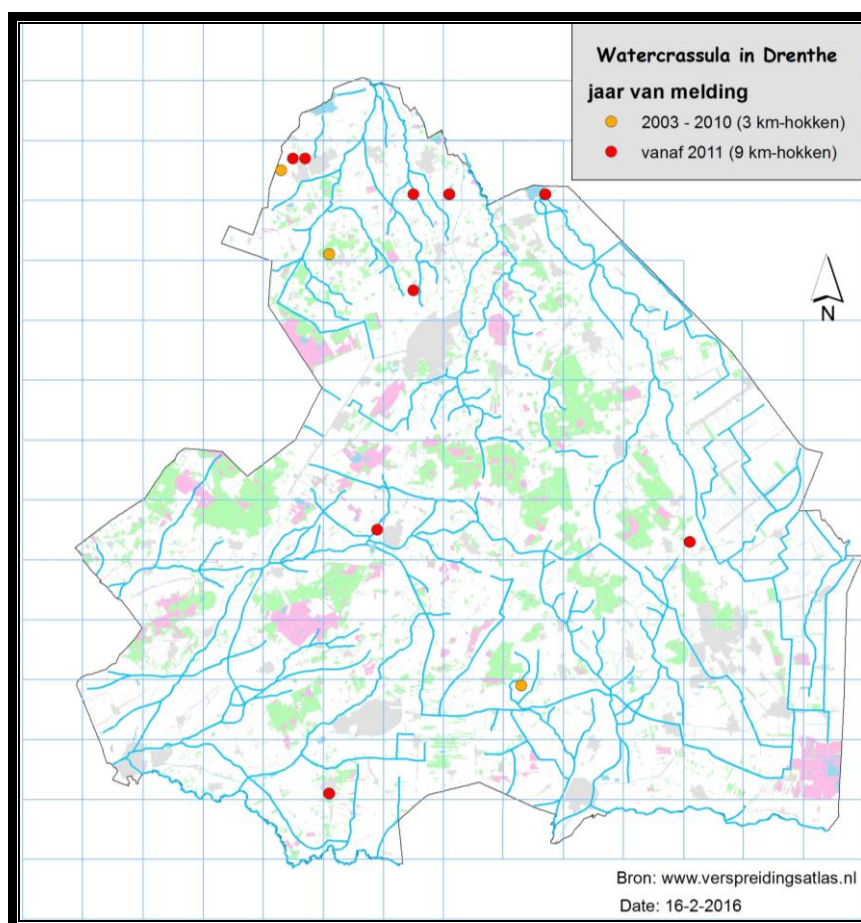 Watercrassula in Drenthe
jaar van melding
2003 - 2010 (3 km-hokken)
vanaf 2011 (9 km-hokken)
N
Bron: www.verspreidingsatlas.nl
Date: 16-2-2016